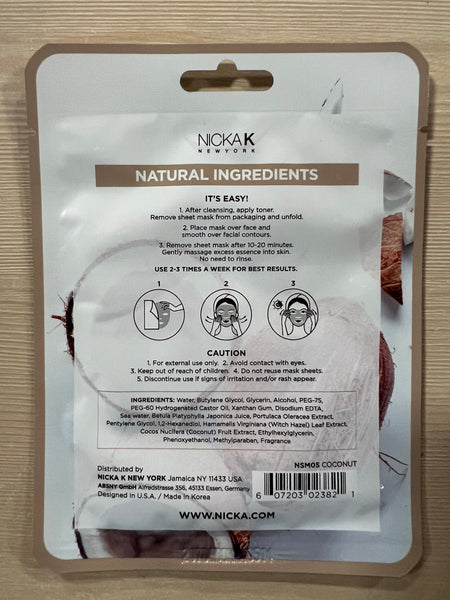 NICKA K
NEW YORK
NATURAL INGREDIENTS
IT'S EASY!
1. After cleansing, apply toner.
Remove sheet mask from packaging and unfold.
2. Place mask over face and
smooth over facial contours.
3. Remove sheet mask after 10-20 minutes.
Gently massage excess essence into skin.
No need to rinse.
USE 2-3 TIMES A WEEK FOR BEST RESULTS.
1 2 3
CAUTION
1. For external use only. 2. Avoid contact with eyes.
3. Keep out of reach of children. 4. Do not reuse mask sheets.
5. Discontinue use if signs of irritation and/or rash appear.
INGREDIENTS: Water, Butylene Glycol, Glycerin, Alcohol, PEG-75,
PEG-60 Hydrogenated Castor Oil, Xanthan Gum, Disodium EDTA,
Sea water, Betula Platyphylla Japonica Juice, Portulaca Oleracea Extract,
Pentylene Glycol, 1,2-Hexanediol, Hamamelis Virginiana (Witch Hazel) Leaf Extract,
Cocos Nucifera (Coconut) Fruit Extract, Ethylhexylglycerin,
Phenoxyethanol, Methylparaben, Fragrance
Distributed by
NICKA K NEW YORK Jamaica NY 11433 USA
ABSNY GmbH Alfredstrasse 356, 45133 Essen, Germany
Designed in U.S.A. / Made in Korea
NSM05 COCONUT
6 07203 02382 1
WWW.NICKA.COM